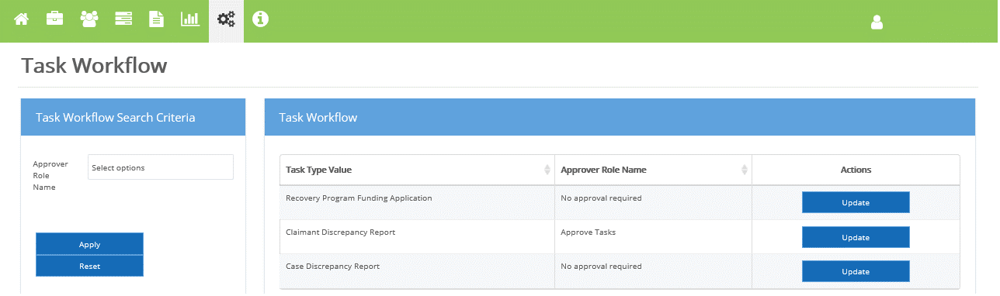 Task Workflow
Task Workflow Search Criteria
Approver
Role
Name
Select options
Apply
Reset
Task Workflow
Task Type Value Approver Role Name Actions
Recovery Program Funding Application No approval required Update
Claimant Discrepancy Report Approve Tasks Update
Case Discrepancy Report No approval required Update